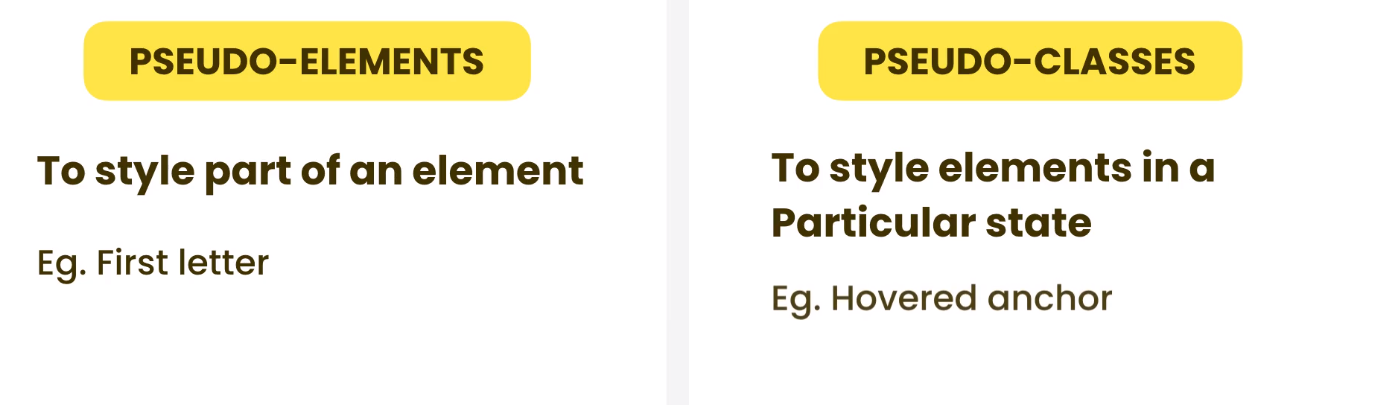 PSEUDO-ELEMENTS
To style part of an element
Eg. First letter
PSEUDO-CLASSES
To style elements in a
Particular state
Eg. Hovered anchor